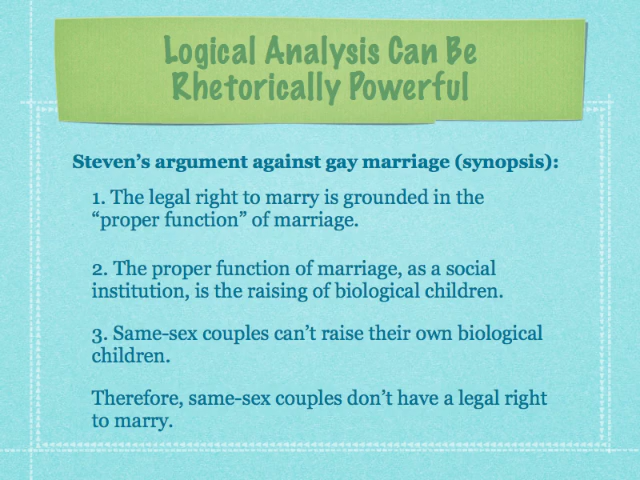 Logical Analysis Can Be
Rhetorically Powerful
Steven’s argument against gay marriage (synopsis):
1. The legal right to marry is grounded in the
“proper function” of marriage.
2. The proper function of marriage, as a social
institution, is the raising of biological children.
3. Same-sex couples can’t raise their own biological
children.
Therefore, same-sex couples don’t have a legal right
to marry.